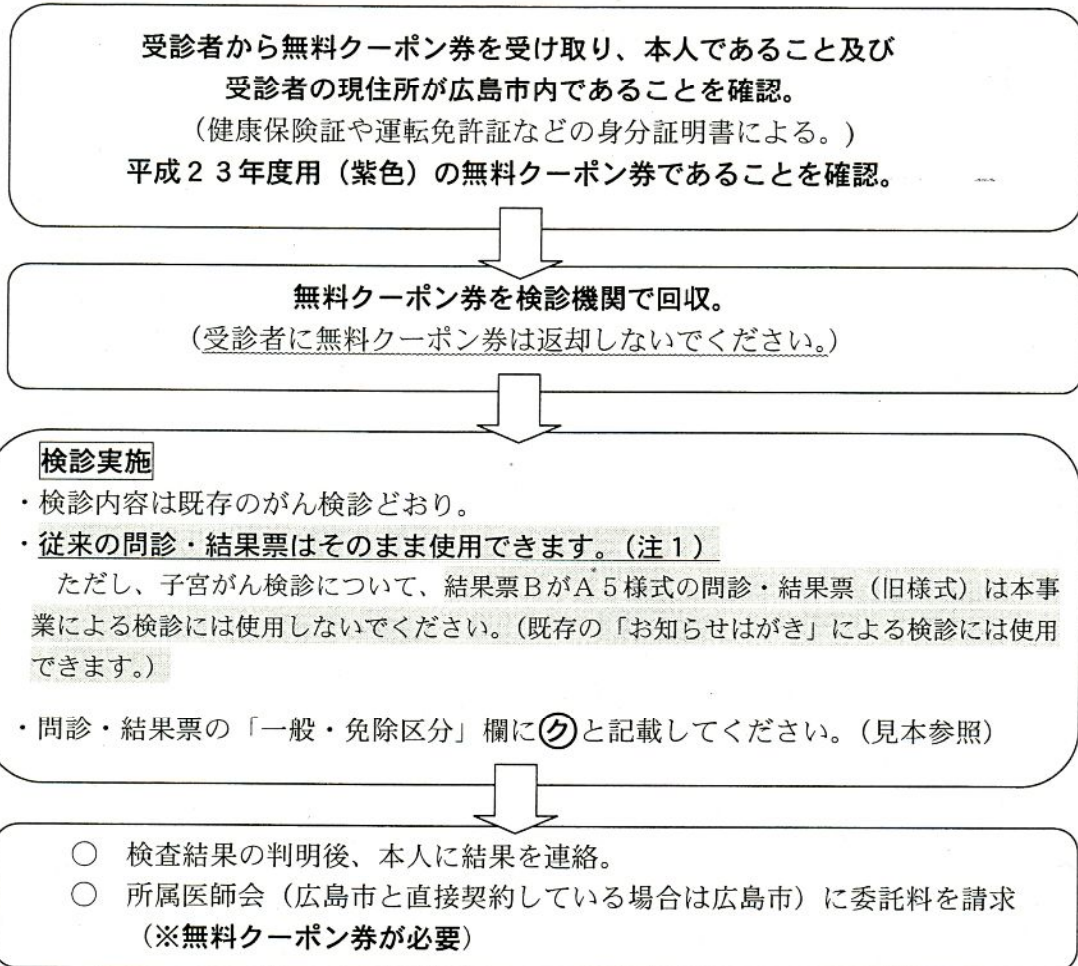 受診者から無料クーポン券を受け取り、本人であること及び
受診者の現住所が広島市内であることを確認。
(健康保険証や運転免許証などの身分証明書による。)
平成23年度用(紫色)の無料クーポン券であることを確認。
無料クーポン券を検診機関で回収。
(受診者に無料クーポン券は返却しないでください。)
検診実施
・検診内容は既存のがん検診どおり。
・従来の問診・結果票はそのまま使用できます。(注1)
ただし、子宮がん検診について、結果票BがA5様式の問診・結果票(旧様式)は本事
業による検診には使用しないでください。(既存の「お知らせはがき」による検診には使用
できます。)
・問診・結果票の「一般・免除区分」欄に㋗と記載してください。(見本参照)
○ 検査結果の判明後、本人に結果を連絡。
○ 所属医師会(広島市と直接契約している場合は広島市)に委託料を請求
(※無料クーポン券が必要)